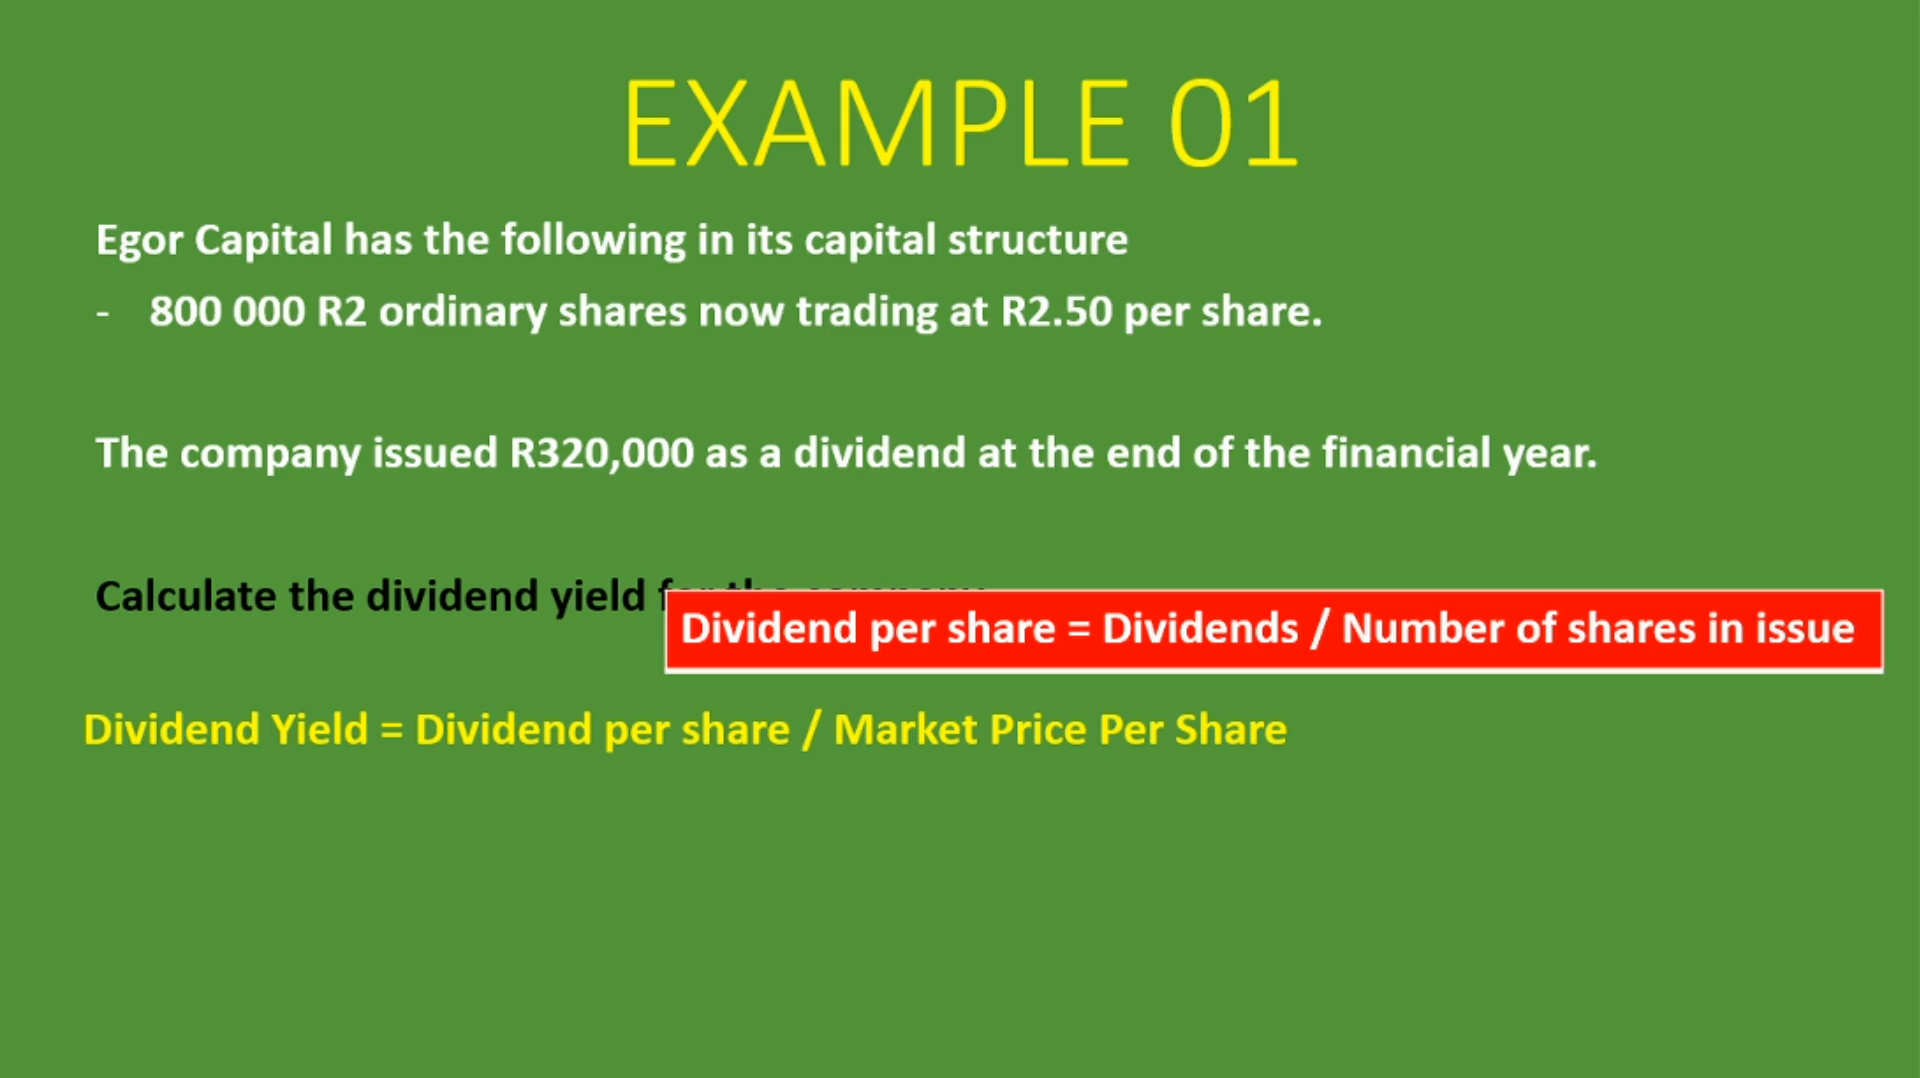 EXAMPLE 01
Egor Capital has the following in its capital structure
- 800 000 R2 ordinary shares now trading at R2.50 per share.
The company issued R320,000 as a dividend at the end of the financial year.
Calculate the dividend yield for the company
Dividend per share = Dividends / Number of shares in issue
Dividend Yield = Dividend per share / Market Price Per Share